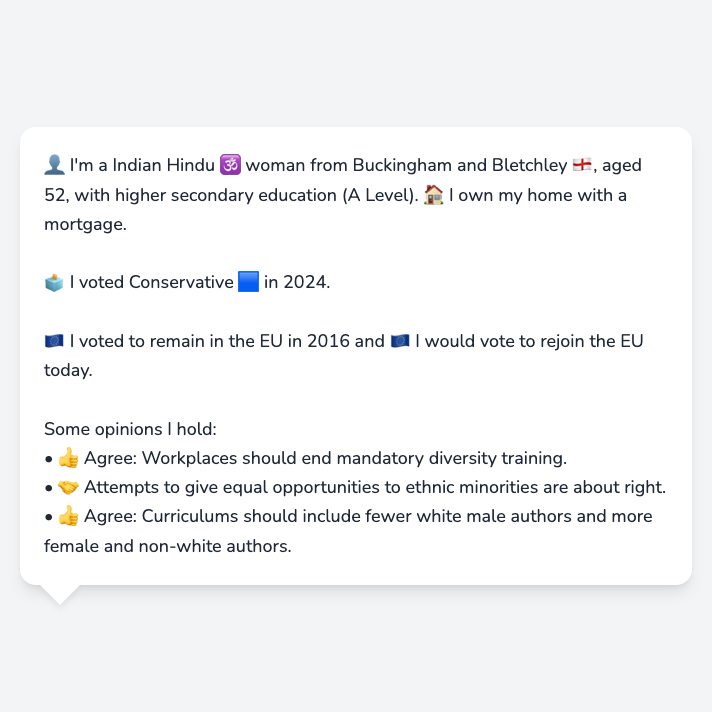 👤 I'm a Indian Hindu 🕉️ woman from Buckingham and Bletchley 🏴󠁧󠁢󠁥󠁮󠁧󠁿, aged
52, with higher secondary education (A Level). 🏠 I own my home with a
mortgage.
🗳️ I voted Conservative 🟦 in 2024.
🇪🇺 I voted to remain in the EU in 2016 and 🇪🇺 I would vote to rejoin the EU
today.
Some opinions I hold:
• 👍 Agree: Workplaces should end mandatory diversity training.
• 🤝 Attempts to give equal opportunities to ethnic minorities are about right.
• 👍 Agree: Curriculums should include fewer white male authors and more
female and non-white authors.